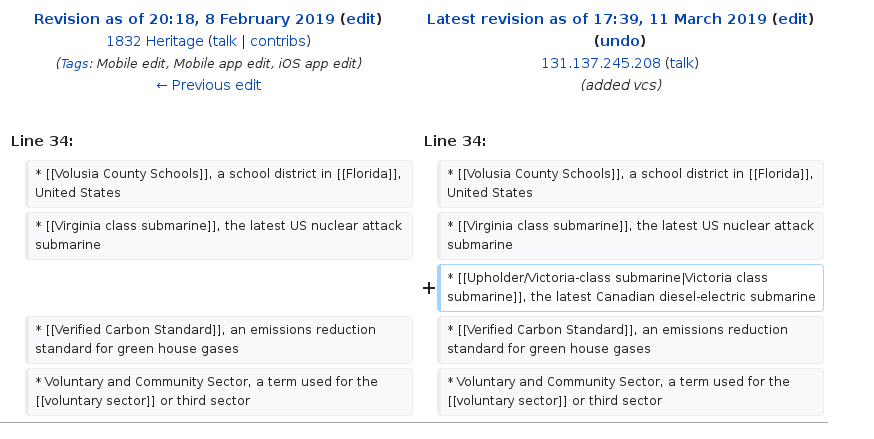 Revision as of 20:18, 8 February 2019 (edit)
1832 Heritage (talk | contribs)
(Tags: Mobile edit, Mobile app edit, iOS app edit)
← Previous edit
Latest revision as of 17:39, 11 March 2019 (edit)
(undo)
131.137.245.208 (talk)
(added vcs)
Line 34:
Line 34:
* [[Volusia County Schools]], a school district in [[Florida]],
United States
* [[Volusia County Schools]], a school district in [[Florida]],
United States
* [[Virginia class submarine]], the latest US nuclear attack
submarine
* [[Virginia class submarine]], the latest US nuclear attack
submarine
+
* [[Upholder/Victoria-class submarine|Victoria class
submarine]], the latest Canadian diesel-electric submarine
* [[Verified Carbon Standard]], an emissions reduction
standard for green house gases
* [[Verified Carbon Standard]], an emissions reduction
standard for green house gases
* Voluntary and Community Sector, a term used for the
[[voluntary sector]] or third sector
* Voluntary and Community Sector, a term used for the
[[voluntary sector]] or third sector